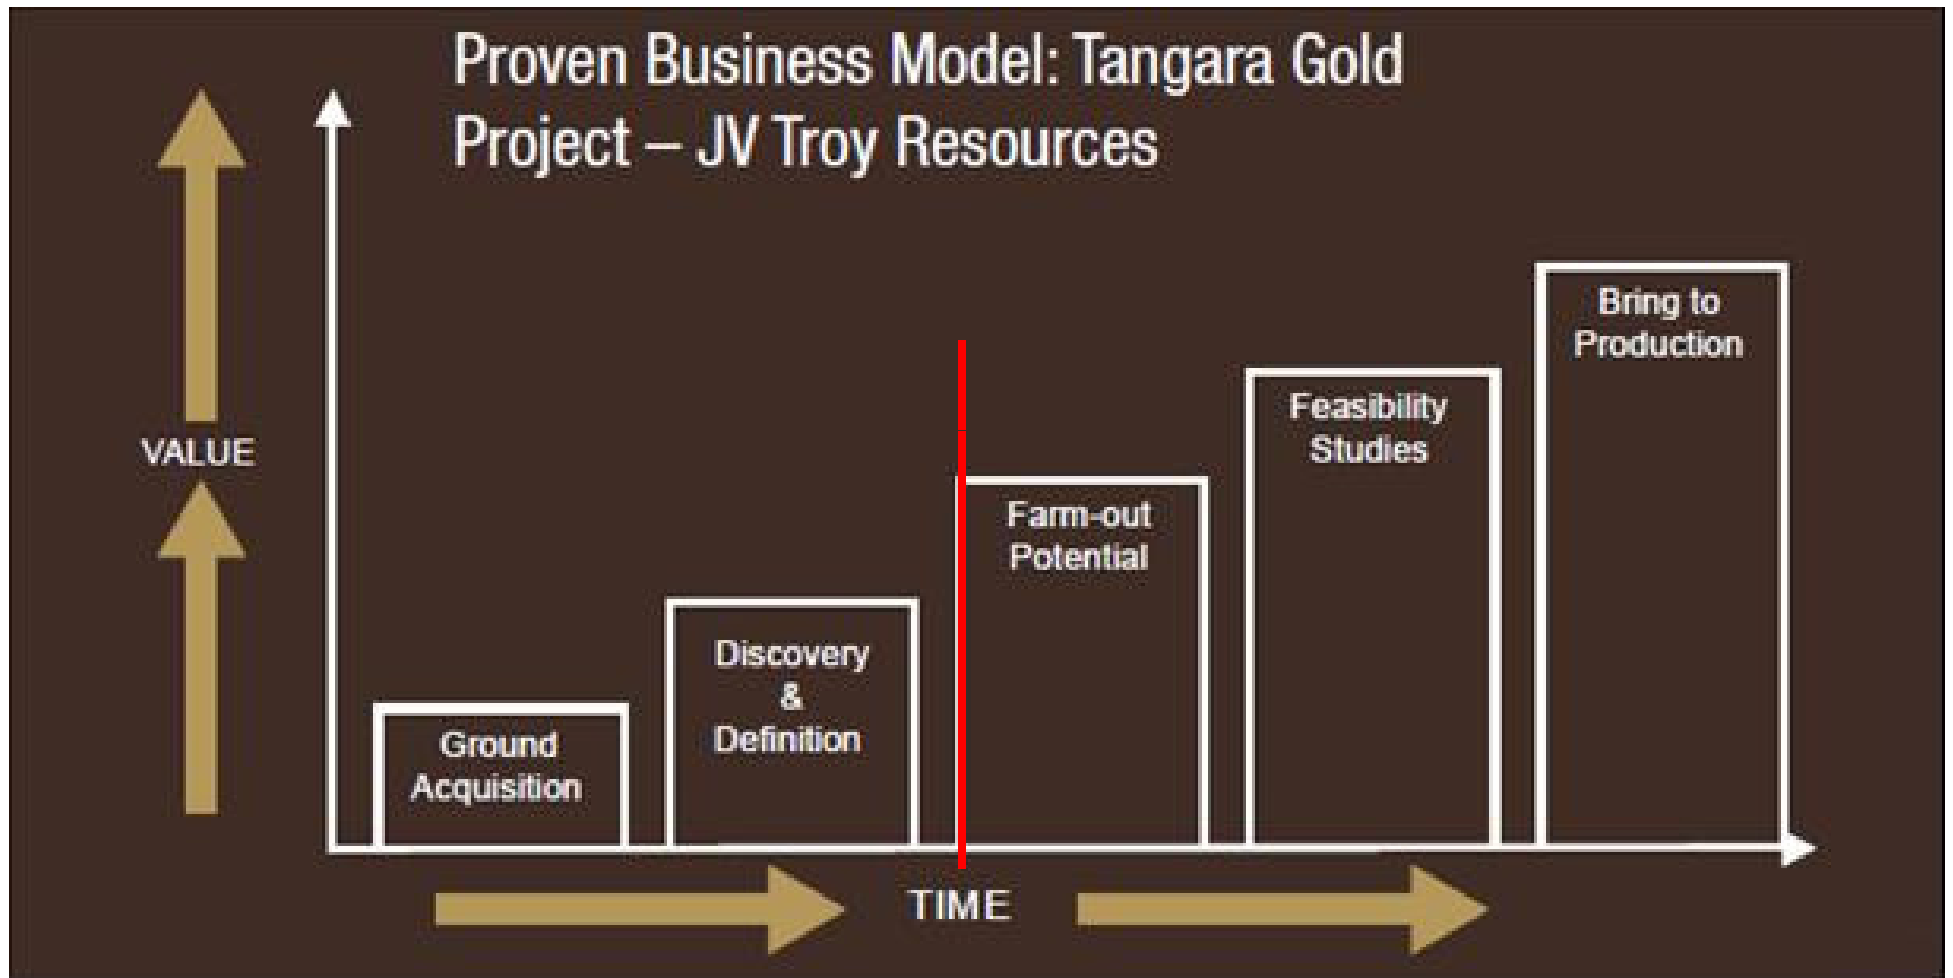 Proven Business Model: Tangara Gold
Project – JV Troy Resources
VALUE
Ground
Acquisition
Discovery
&
Definition
Farm-out
Potential
Feasibility
Studies
Bring to
Production
TIME